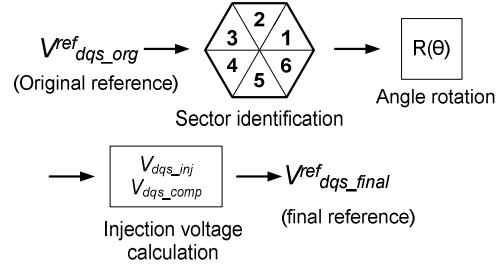 V^ref_dqs_org
(Original reference)
2
3 1
4 6
5
Sector identification
R(θ)
Angle rotation
V_dqs_inj
V_dqs_comp
Injection voltage
calculation
V^ref_dqs_final
(final reference)